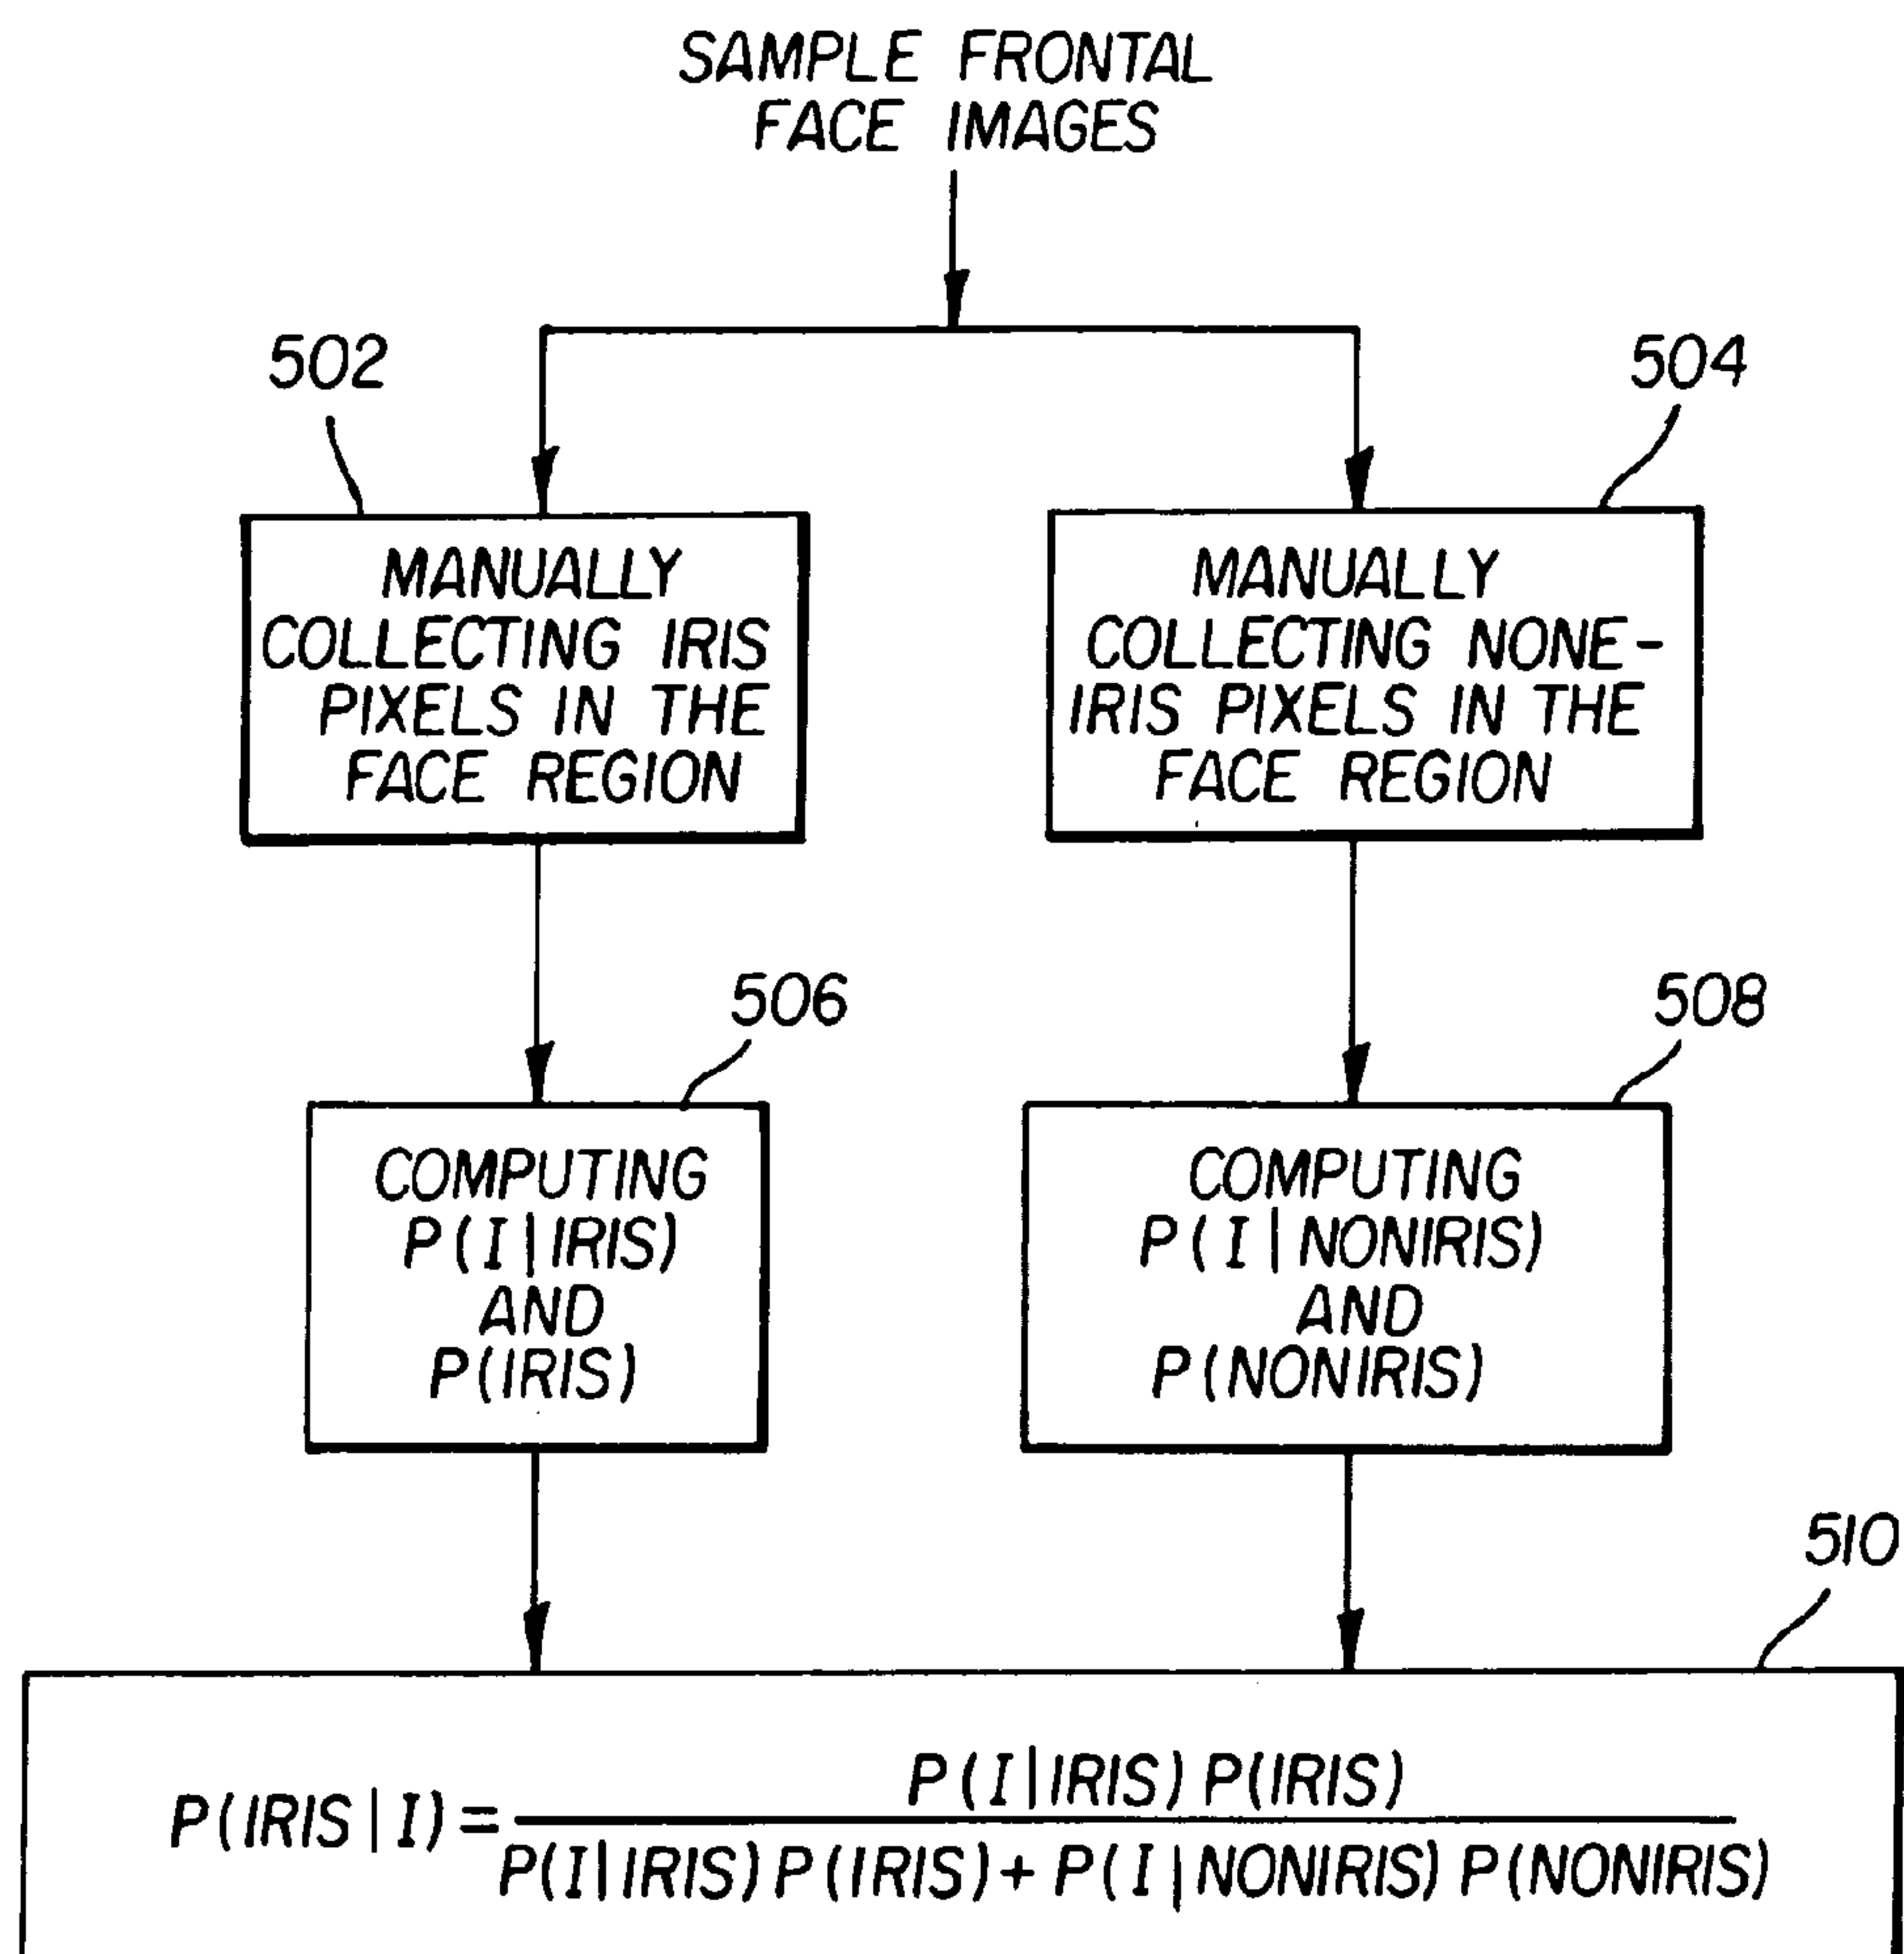 SAMPLE FRONTAL
FACE IMAGES
502
504
MANUALLY
COLLECTING IRIS
PIXELS IN THE
FACE REGION
MANUALLY
COLLECTING NONE-
IRIS PIXELS IN THE
FACE REGION
506
508
COMPUTING
P(I|IRIS)
AND
P(IRIS)
COMPUTING
P(I|NONIRIS)
AND
P(NONIRIS)
510
P(I|IRIS) P(IRIS)
P(IRIS|I)=
P(I|IRIS) P(IRIS)+ P(I|NONIRIS) P(NONIRIS)